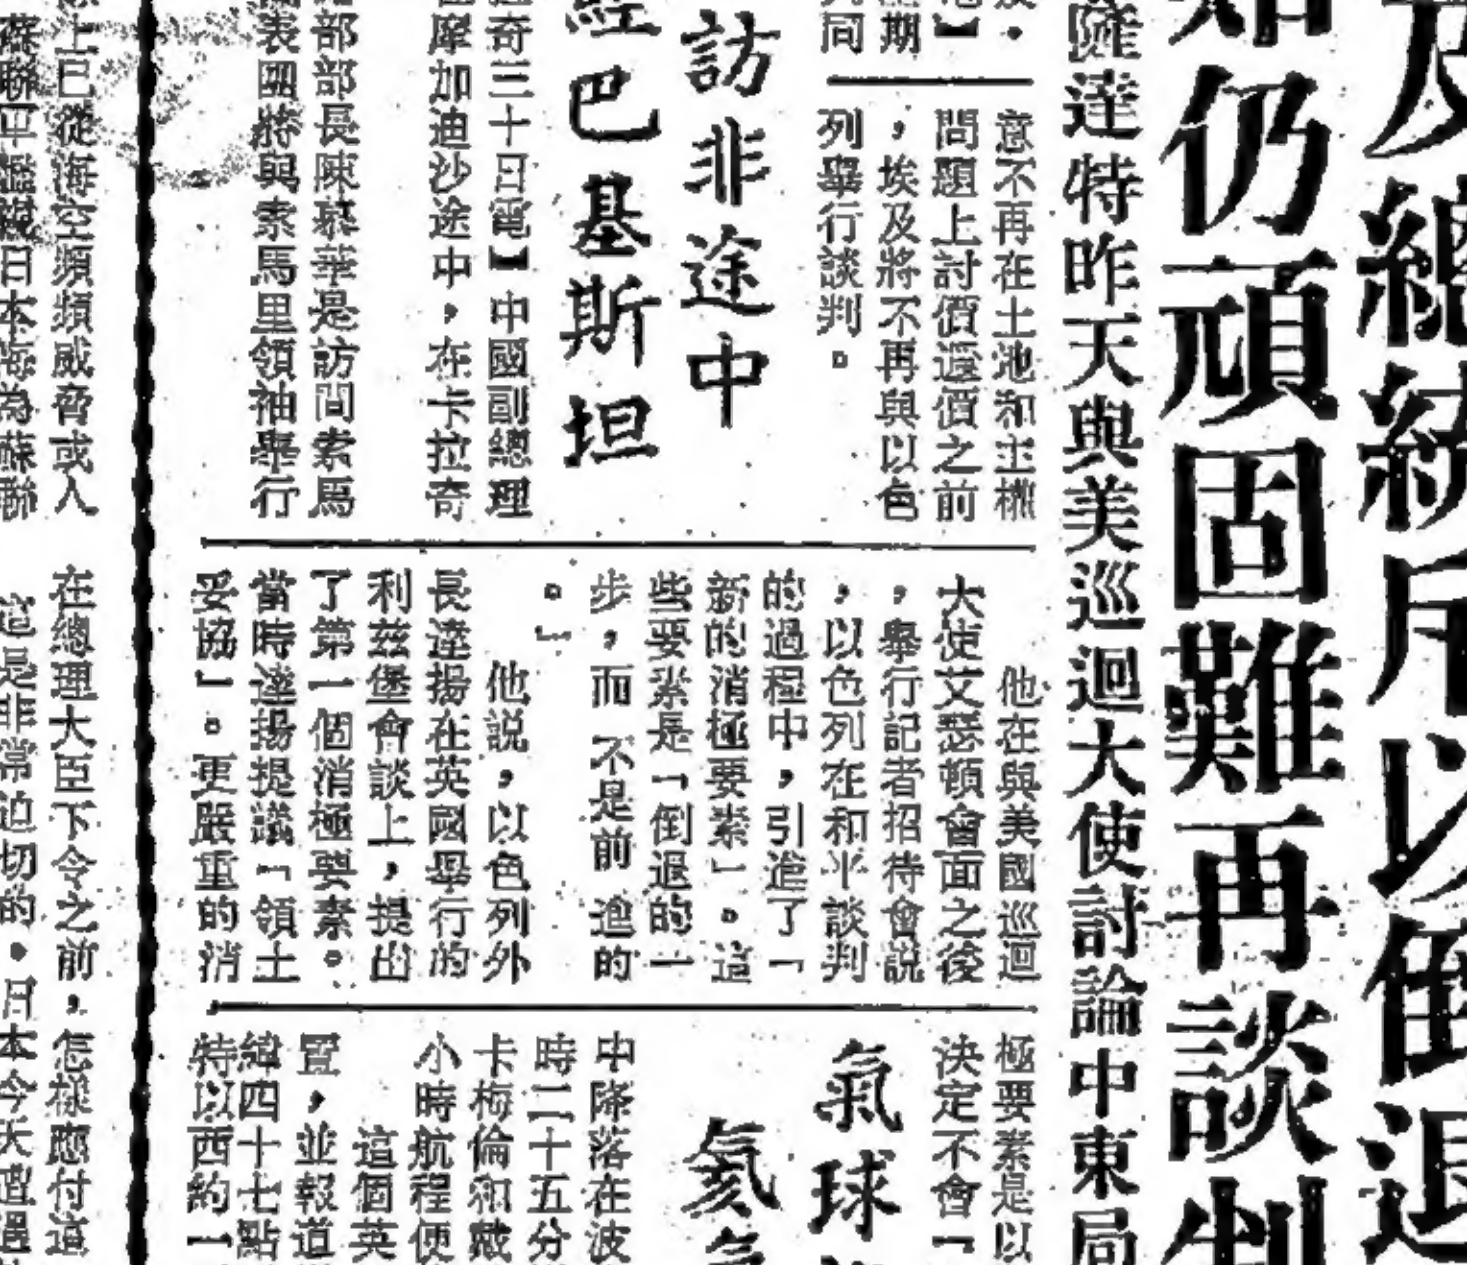 及總統斥以倒退
仍頑固難再談判
薩達特昨天與美巡迴大使討論中東局
意不再在土地和主權
問題上討價還價之前
，埃及將不再與以色
列舉行談判。
期
同
訪非途中
經巴基斯坦
奇三十日電】中國副總理
摩加迪沙途中，在卡拉奇
部部長陳慕華是訪問索馬
表團將與索馬里領袖舉行
他在與美國巡迴
大使艾瑟頓會面之後
，舉行記者招待會說
，以色列在和平談判
的過程中，引進了「
新的消極要素」。這
些要素是「倒退的一
步，而不是前進的
。」
他說，以色列外
長達揚在英國舉行的
利茲堡會談上，提出
了第一個消極要素。
當時達揚提議「領土
妥協」。更嚴重的消
極要素是以
決定不會「
氣球
氦
中降落在波
時二十五分
卡梅倫和戴
小時航程便
這個英
置，並報道
緯四十七點
特以西約一
上已從海空頻頻威脅或入
蘇聯軍艦視日本海為蘇聯
在總理大臣下令之前，怎樣應付這
這是非常迫切的。日本今天遭遇